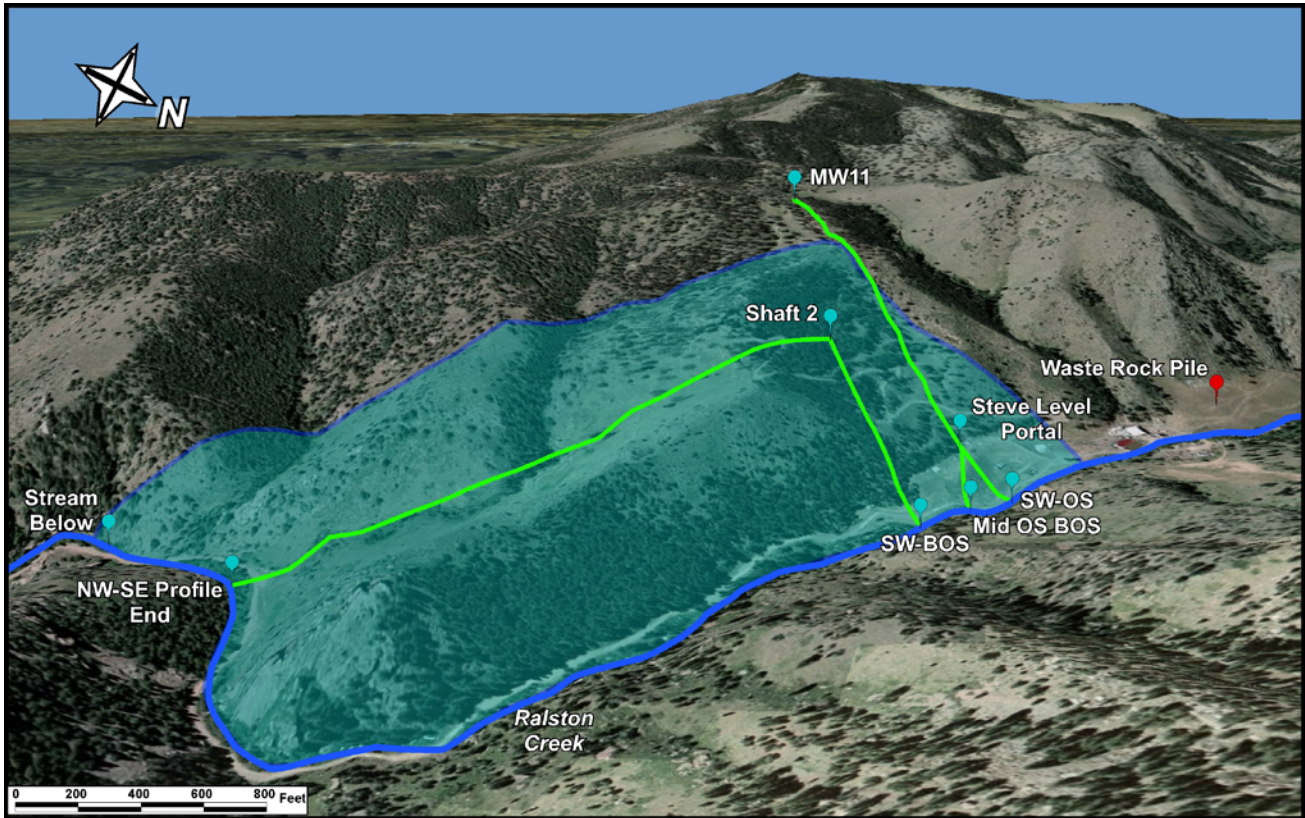 N
MW11
Shaft 2
Waste Rock Pile
Steve Level
Portal
Stream
Below
SW-OS
Mid OS BOS
SW-BOS
NW-SE Profile
End
Ralston
Creek
0 200 400 600 800 Feet